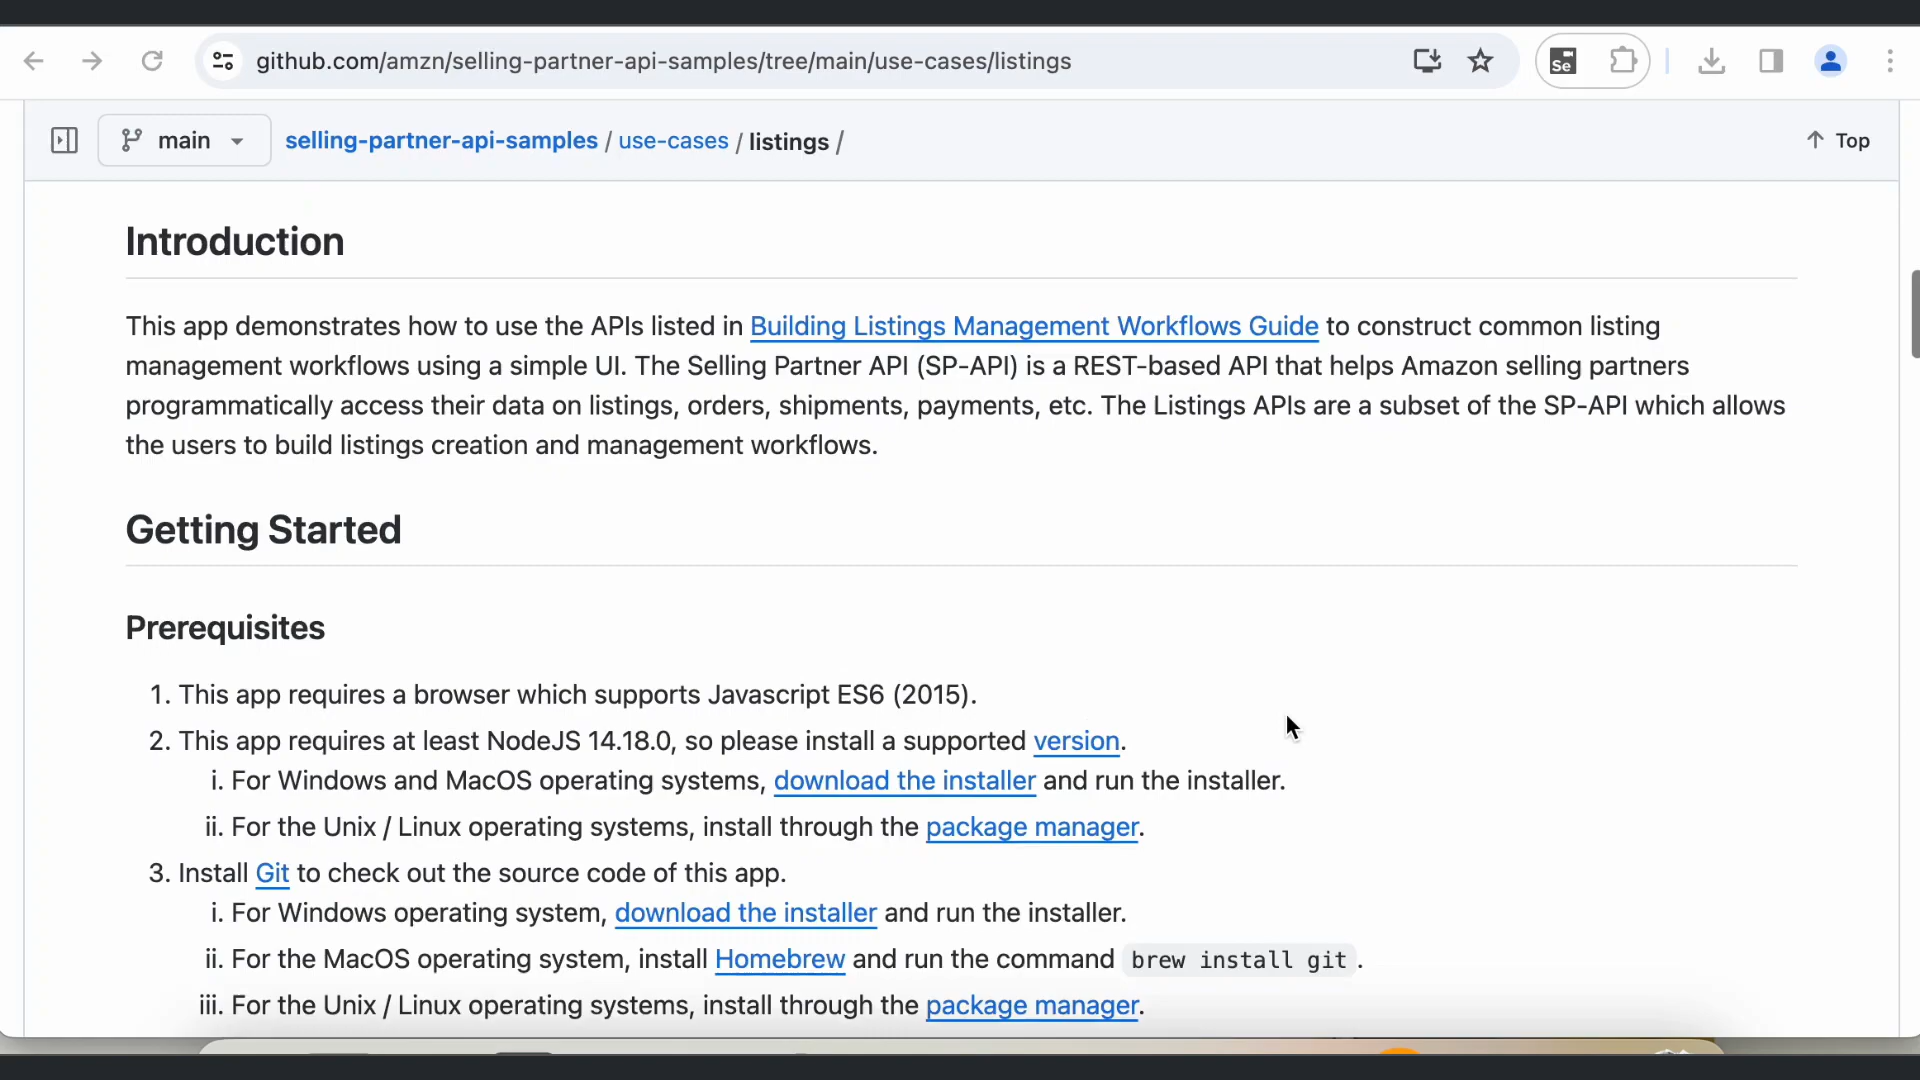 github.com/amzn/selling-partner-api-samples/tree/main/use-cases/listings
Se
main
selling-partner-api-samples / use-cases / listings /
Top
Introduction
This app demonstrates how to use the APIs listed in Building Listings Management Workflows Guide to construct common listing
management workflows using a simple UI. The Selling Partner API (SP-API) is a REST-based API that helps Amazon selling partners
programmatically access their data on listings, orders, shipments, payments, etc. The Listings APIs are a subset of the SP-API which allows
the users to build listings creation and management workflows.
Getting Started
Prerequisites
1. This app requires a browser which supports Javascript ES6 (2015).
2. This app requires at least NodeJS 14.18.0, so please install a supported version.
i. For Windows and MacOS operating systems, download the installer and run the installer.
ii. For the Unix / Linux operating systems, install through the package manager.
3. Install Git to check out the source code of this app.
i. For Windows operating system, download the installer and run the installer.
ii. For the MacOS operating system, install Homebrew and run the command brew install git.
iii. For the Unix / Linux operating systems, install through the package manager.